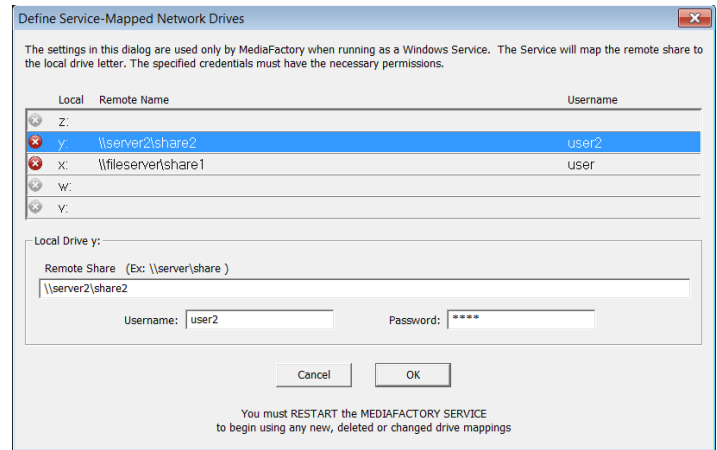 Define Service-Mapped Network Drives
The settings in this dialog are used only by MediaFactory when running as a Windows Service. The Service will map the remote share to
the local drive letter. The specified credentials must have the necessary permissions.
Local Remote Name Username
z:
y: \\server2\share2 user2
x: \\fileserver\share1 user
w:
v:
Local Drive y:
Remote Share (Ex: \\server\share )
\\server2\share2
Username: user2 Password: ****
Cancel OK
You must RESTART the MEDIAFACTORY SERVICE
to begin using any new, deleted or changed drive mappings